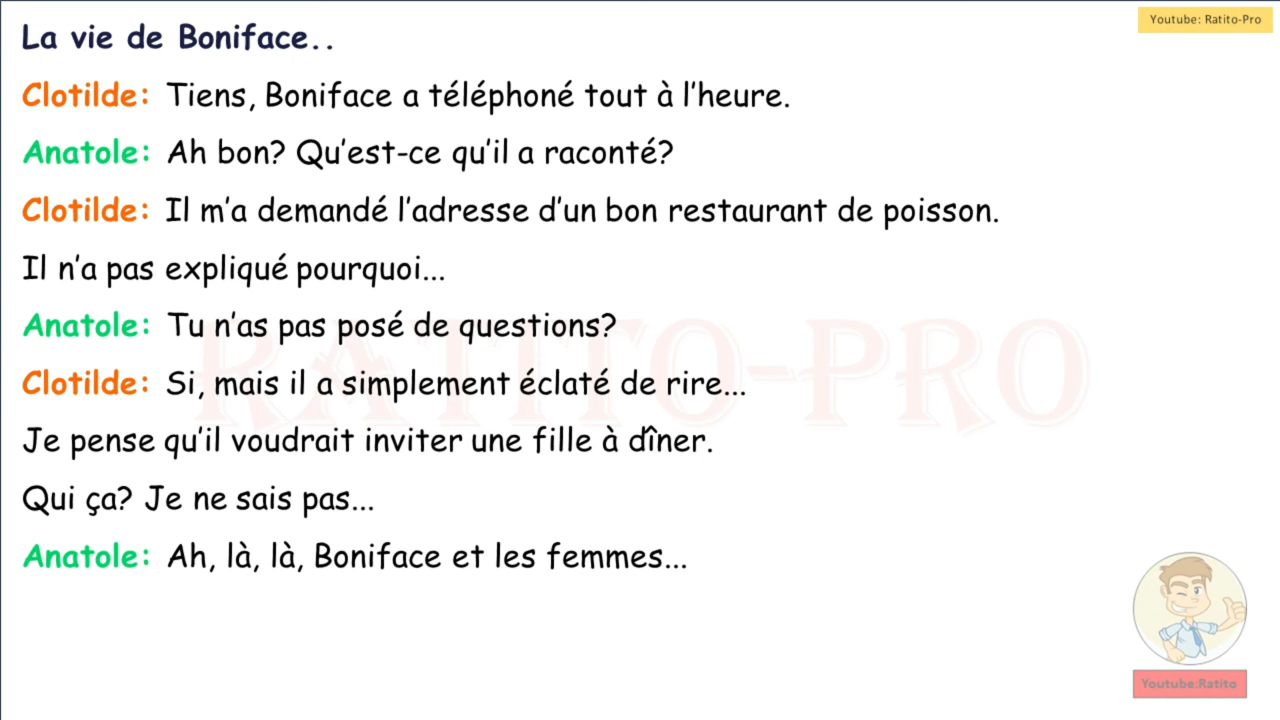 La vie de Boniface..
Youtube: Ratito-Pro
Clotilde: Tiens, Boniface a téléphoné tout à l'heure.
Anatole: Ah bon? Qu'est-ce qu'il a raconté?
Clotilde: Il m'a demandé l'adresse d'un bon restaurant de poisson.
Il n'a pas expliqué pourquoi...
Anatole: Tu n'as pas posé de questions?
RATITO-PRO
Clotilde: Si, mais il a simplement éclaté de rire...
Je pense qu'il voudrait inviter une fille à dîner.
Qui ça? Je ne sais pas...
Anatole: Ah, là, là, Boniface et les femmes...
Youtube:Ratito